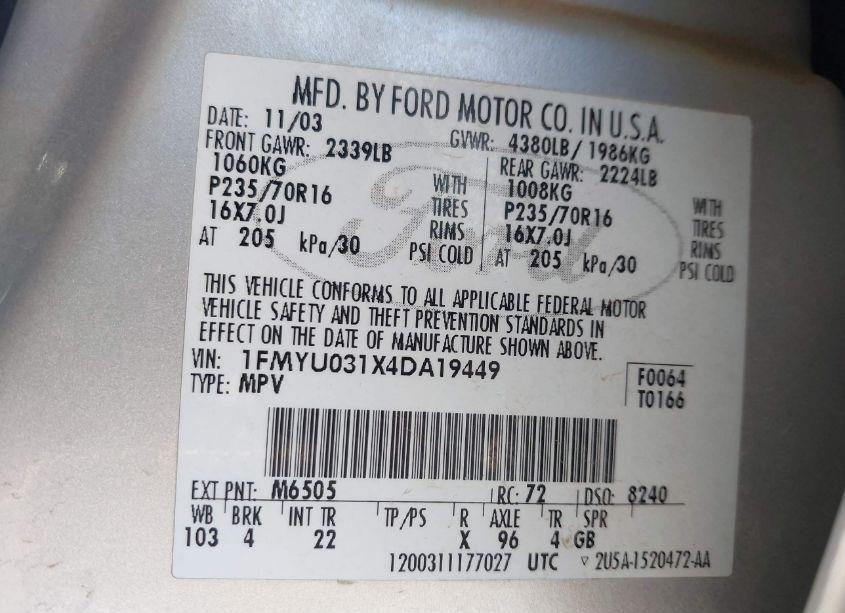 MFD. BY FORD MOTOR CO. IN U.S.A.
DATE: 11/03 GVWR: 4380LB/ 1986KG
FRONT GAWR: 2339LB REAR GAWR: 2224LB
1060KG WITH 1008KG WITH
P235/70R16 TIRES P235/70R16 TIRES
16X7.0J RIMS 16X7.0J RIMS
AT 205 kPa/30 PSI COLD AT 205 kPa/30 PSI COLD
Ford
THIS VEHICLE CONFORMS TO ALL APPLICABLE FEDERAL MOTOR
VEHICLE SAFETY AND THEFT PREVENTION STANDARDS IN
EFFECT ON THE DATE OF MANUFACTURE SHOWN ABOVE.
VIN: 1FMYU031X4DA19449 F0064
TYPE: MPV T0166
EXT PNT: M6505 RC: 72 DSO: 8240
WB BRK INT TR TP/PS R AXLE TR SPR
103 4 22 X 96 4 GB
1200311177027 UTC ▽ 2U5A-1520472-AA